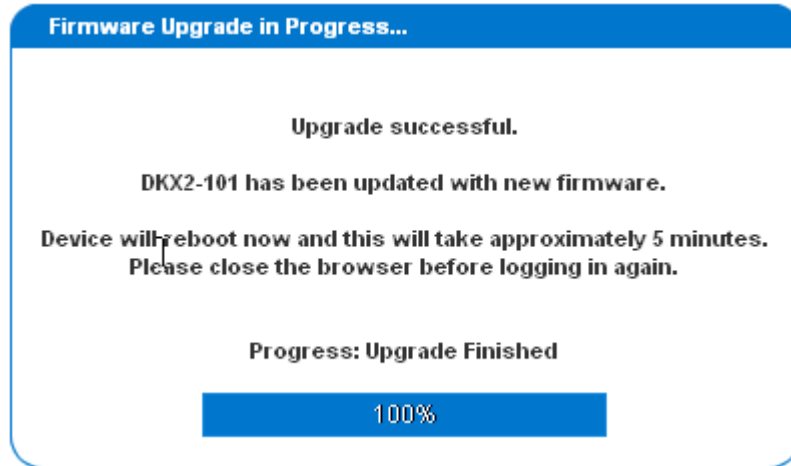 Firmware Upgrade in Progress...
Upgrade successful.
DKX2-101 has been updated with new firmware.
Device will reboot now and this will take approximately 5 minutes.
Please close the browser before logging in again.
Progress: Upgrade Finished
100%